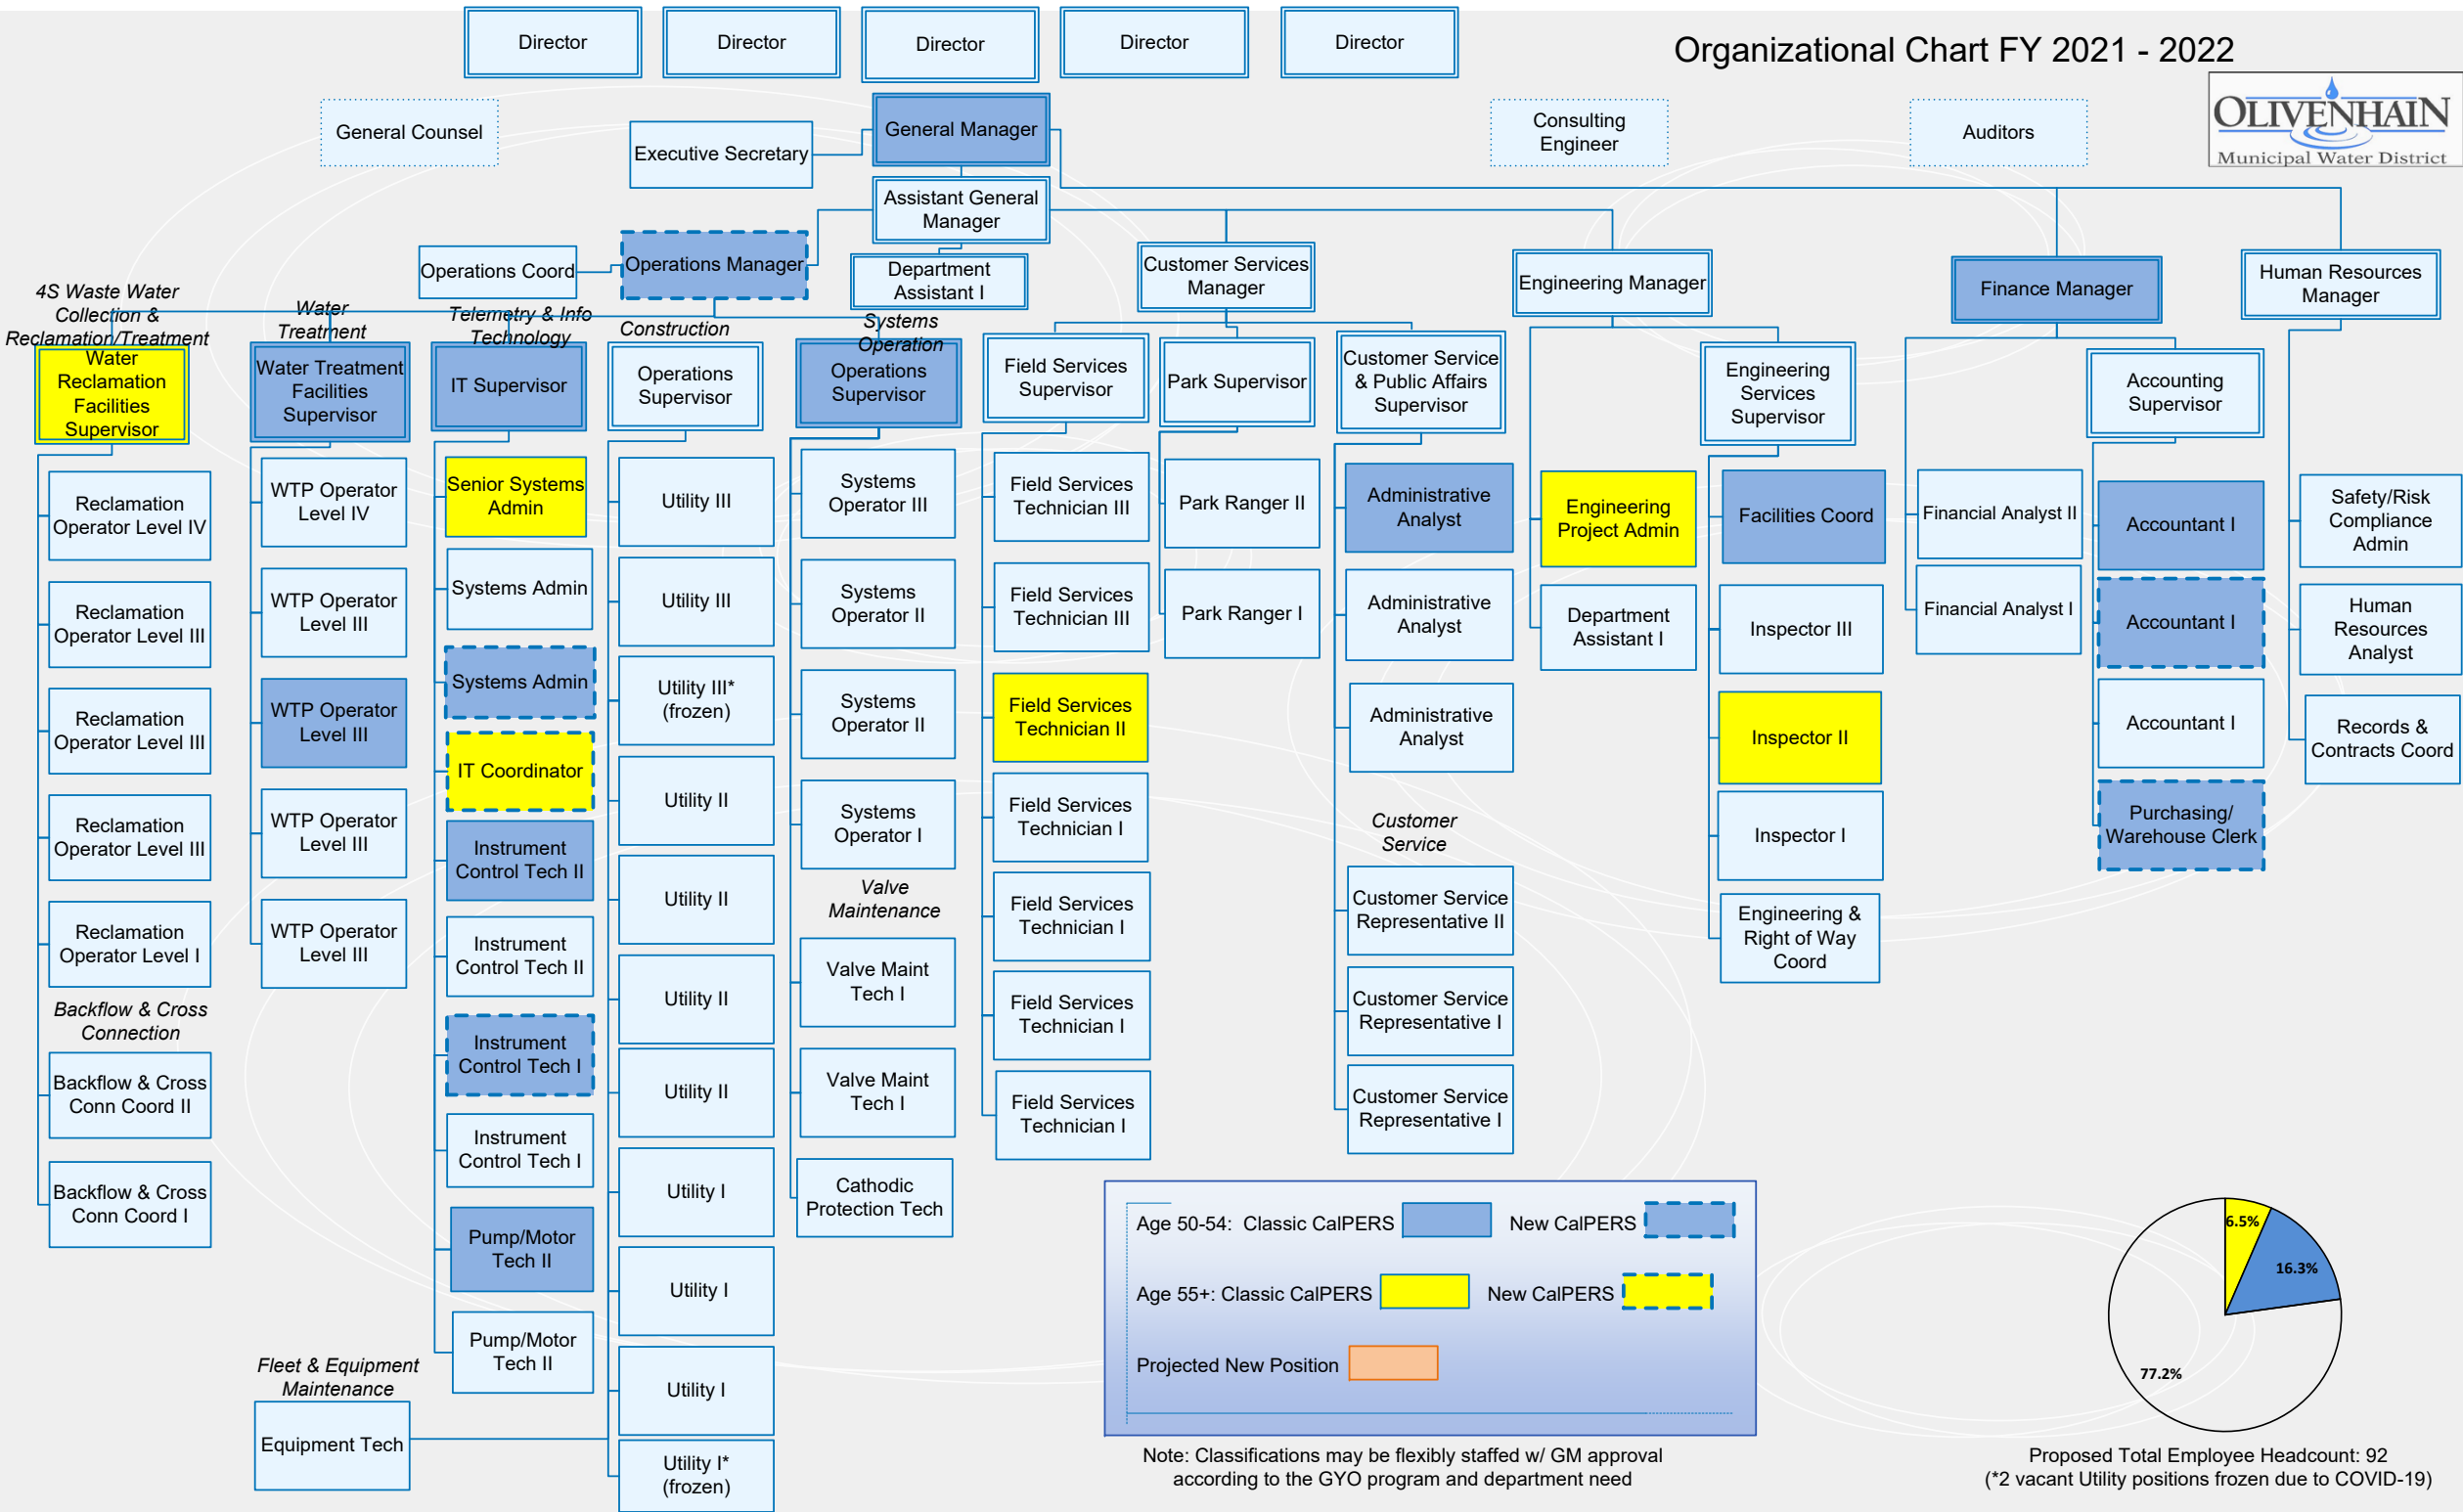 Director
Director
Director
Director
Director
Organizational Chart FY 2021 - 2022
OLIVENHAIN
Municipal Water District
General Counsel
Executive Secretary
General Manager
Consulting
Engineer
Auditors
Assistant General
Manager
Operations Coord
Operations Manager
Department
Assistant I
Customer Services
Manager
Engineering Manager
Finance Manager
Human Resources
Manager
4S Waste Water
Collection &
Reclamation/Treatment
Water
Reclamation
Facilities
Supervisor
Reclamation
Operator Level IV
Reclamation
Operator Level III
Reclamation
Operator Level III
Reclamation
Operator Level III
Reclamation
Operator Level I
Backflow & Cross
Connection
Backflow & Cross
Conn Coord II
Backflow & Cross
Conn Coord I
Water
Treatment
Water Treatment
Facilities
Supervisor
WTP Operator
Level IV
WTP Operator
Level III
WTP Operator
Level III
WTP Operator
Level III
WTP Operator
Level III
Fleet & Equipment
Maintenance
Equipment Tech
Telemetry & Info
Technology
IT Supervisor
Senior Systems
Admin
Systems Admin
Systems Admin
IT Coordinator
Instrument
Control Tech II
Instrument
Control Tech II
Instrument
Control Tech I
Instrument
Control Tech I
Pump/Motor
Tech II
Pump/Motor
Tech II
Construction
Operations
Supervisor
Utility III
Utility III
Utility III*
(frozen)
Utility II
Utility II
Utility II
Utility II
Utility I
Utility I
Utility I
Utility I*
(frozen)
Systems
Operation
Operations
Supervisor
Systems
Operator III
Systems
Operator II
Systems
Operator II
Systems
Operator I
Valve
Maintenance
Valve Maint
Tech I
Valve Maint
Tech I
Cathodic
Protection Tech
Field Services
Supervisor
Field Services
Technician III
Field Services
Technician III
Field Services
Technician II
Field Services
Technician I
Field Services
Technician I
Field Services
Technician I
Field Services
Technician I
Park Supervisor
Park Ranger II
Park Ranger I
Customer Service
& Public Affairs
Supervisor
Administrative
Analyst
Administrative
Analyst
Administrative
Analyst
Customer
Service
Customer Service
Representative II
Customer Service
Representative I
Customer Service
Representative I
Engineering
Project Admin
Department
Assistant I
Engineering
Services
Supervisor
Facilities Coord
Inspector III
Inspector II
Inspector I
Engineering &
Right of Way
Coord
Financial Analyst II
Financial Analyst I
Accounting
Supervisor
Accountant I
Accountant I
Accountant I
Purchasing/
Warehouse Clerk
Safety/Risk
Compliance
Admin
Human
Resources
Analyst
Records &
Contracts Coord
Age 50-54: Classic CalPERS
New CalPERS
Age 55+: Classic CalPERS
New CalPERS
Projected New Position
Note: Classifications may be flexibly staffed w/ GM approval
according to the GYO program and department need
6.5%
16.3%
77.2%
Proposed Total Employee Headcount: 92
(*2 vacant Utility positions frozen due to COVID-19)